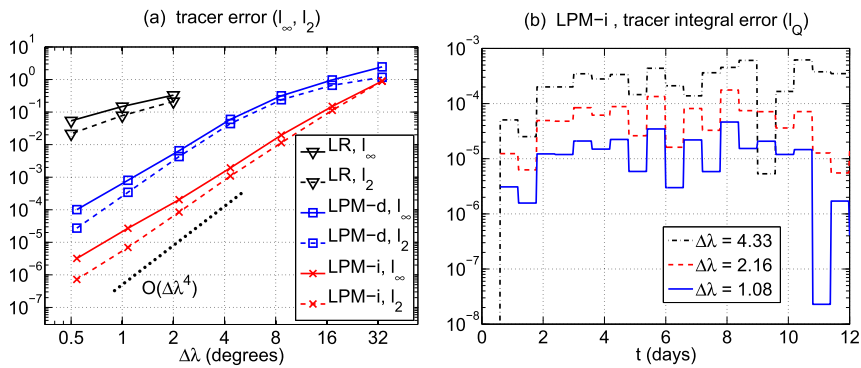 (a) tracer error (l∞, l2)
10^1
10^0
10^−1
10^−2
10^−3
10^−4
10^−5
10^−6
10^−7
0.5 1 2 4 8 16 32
Δλ (degrees)
LR, l∞
LR, l2
LPM−d, l∞
LPM−d, l2
LPM−i, l∞
LPM−i, l2
O(Δλ^4)
(b) LPM−i , tracer integral error (lQ)
10^−3
10^−4
10^−5
10^−6
10^−7
10^−8
0 2 4 6 8 10 12
t (days)
Δλ = 4.33
Δλ = 2.16
Δλ = 1.08